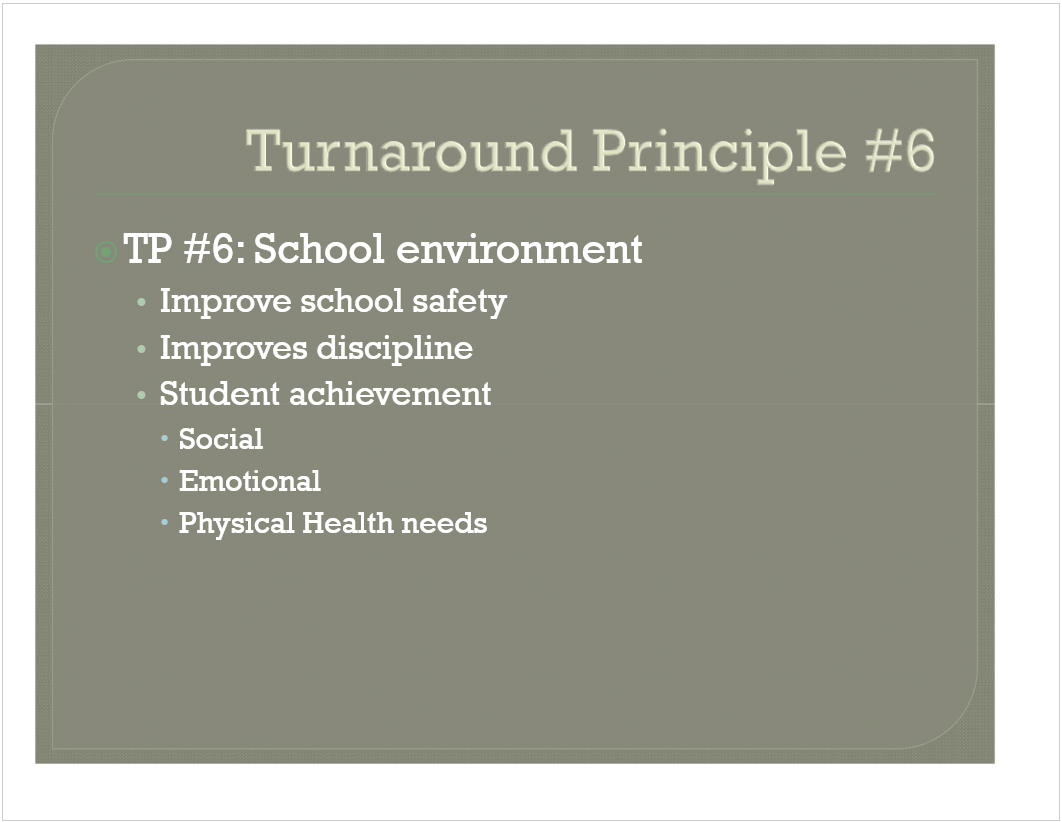 Turnaround Principle #6
TP #6: School environment
Improve school safety
Improves discipline
Student achievement
Social
Emotional
Physical Health needs